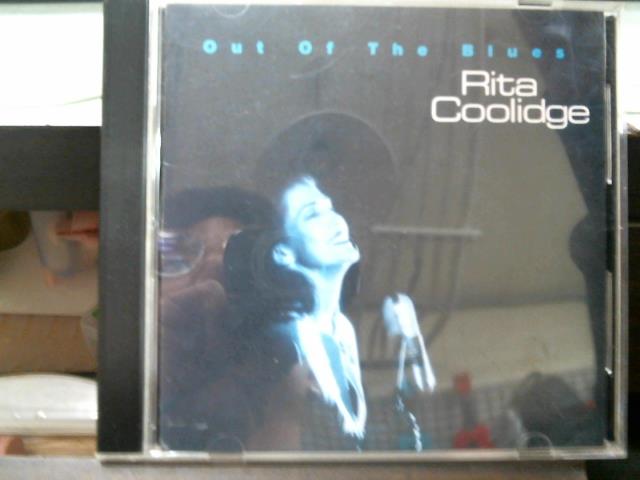 Out Of The Blues
Rita
Coolidge